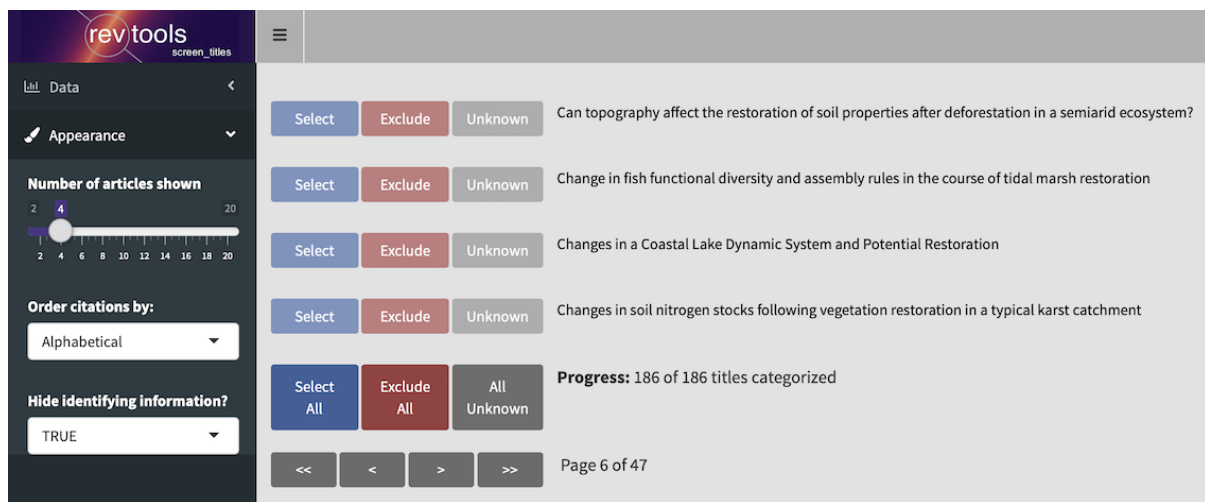 revtools
screen_titles
Data
Appearance
Number of articles shown
2 4 20
2 4 6 8 10 12 14 16 18 20
Order citations by:
Alphabetical
Hide identifying information?
TRUE
Select Exclude Unknown Can topography affect the restoration of soil properties after deforestation in a semiarid ecosystem?
Select Exclude Unknown Change in fish functional diversity and assembly rules in the course of tidal marsh restoration
Select Exclude Unknown Changes in a Coastal Lake Dynamic System and Potential Restoration
Select Exclude Unknown Changes in soil nitrogen stocks following vegetation restoration in a typical karst catchment
Select All Exclude All All Unknown Progress: 186 of 186 titles categorized
<< < > >> Page 6 of 47